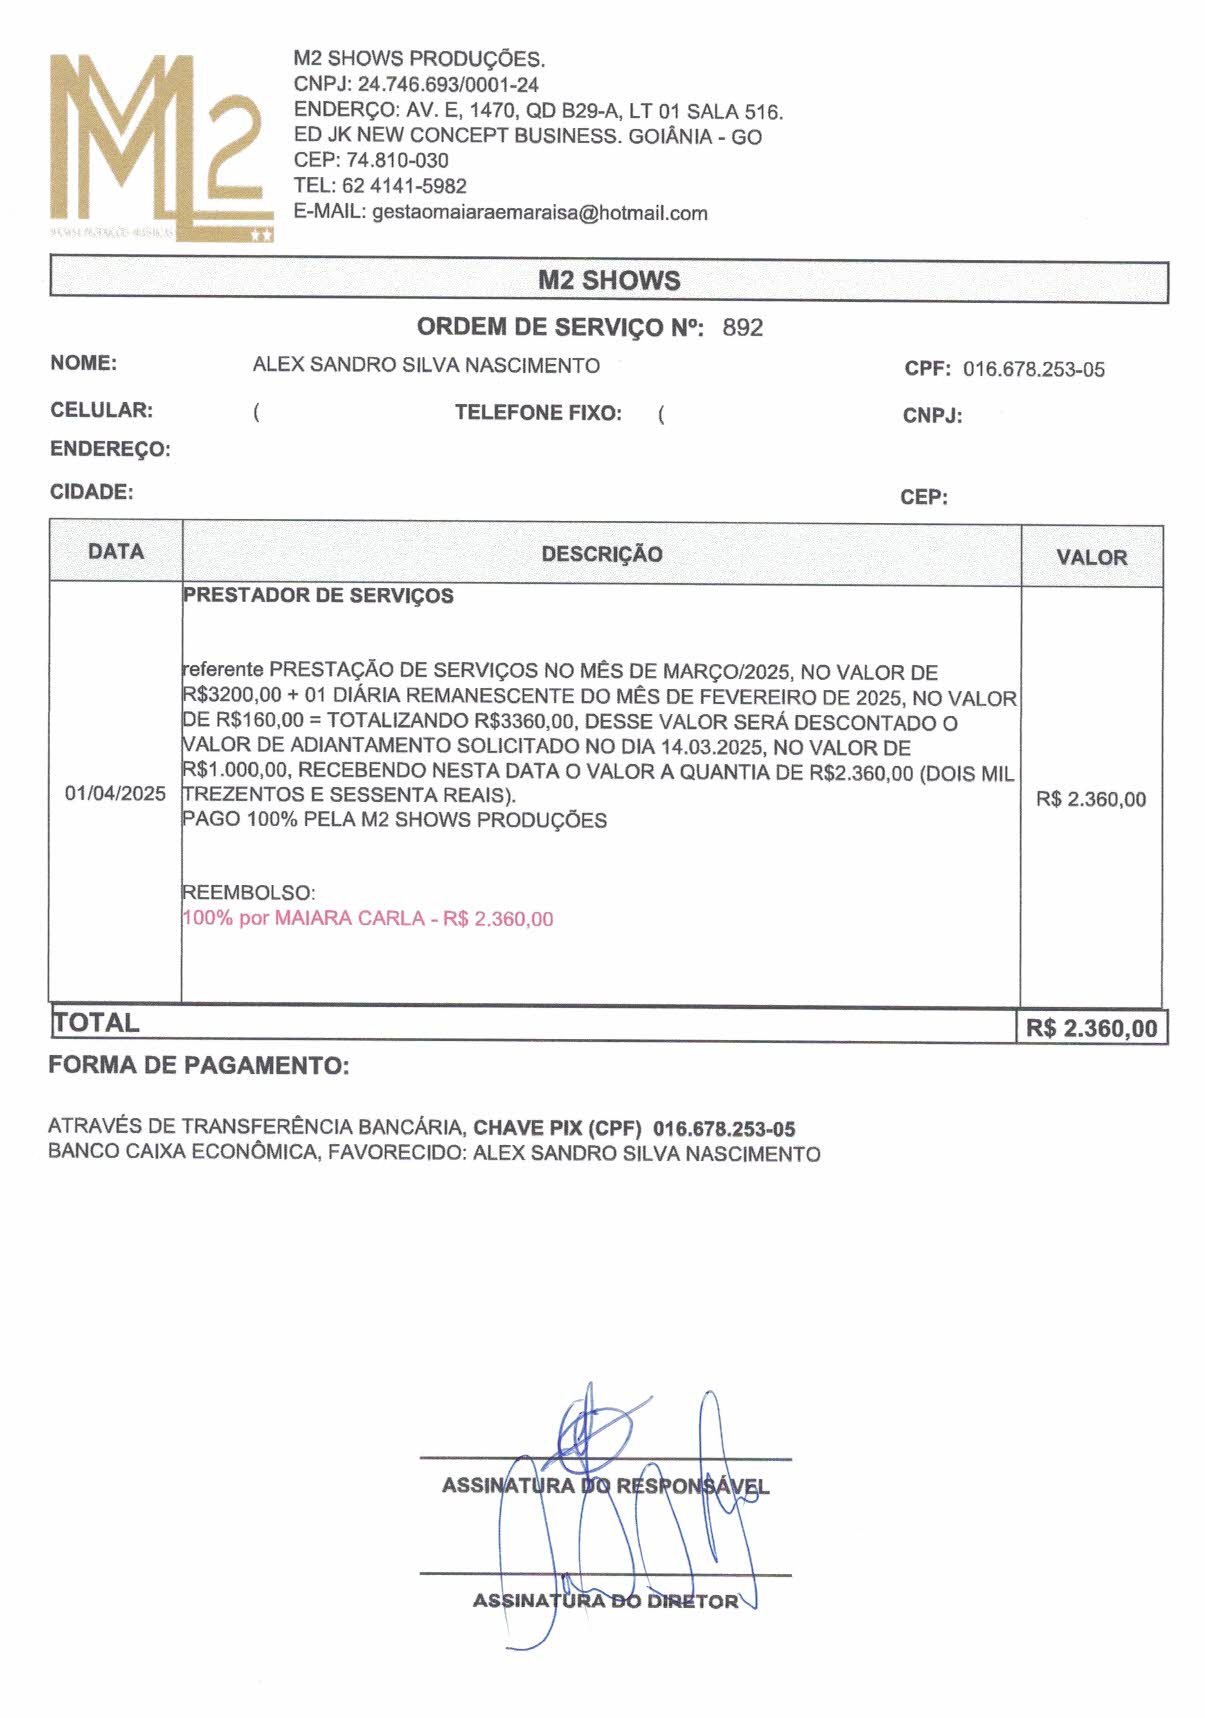 M2 SHOWS PRODUÇÕES.
CNPJ: 24.746.693/0001-24
ENDERÇO: AV. E, 1470, QD B29-A, LT 01 SALA 516.
ED JK NEW CONCEPT BUSINESS. GOIÂNIA - GO
CEP: 74.810-030
TEL: 62 4141-5982
E-MAIL: gestaomaiaraemaraisa@hotmail.com
M2
M2 SHOWS
ORDEM DE SERVIÇO Nº: 892
NOME: ALEX SANDRO SILVA NASCIMENTO CPF: 016.678.253-05
CELULAR: ( TELEFONE FIXO: ( CNPJ:
ENDEREÇO:
CIDADE: CEP:
DATA DESCRIÇÃO VALOR
PRESTADOR DE SERVIÇOS
referente PRESTAÇÃO DE SERVIÇOS NO MÊS DE MARÇO/2025, NO VALOR DE
R$3200,00 + 01 DIÁRIA REMANESCENTE DO MÊS DE FEVEREIRO DE 2025, NO VALOR
DE R$160,00 = TOTALIZANDO R$3360,00, DESSE VALOR SERÁ DESCONTADO O
VALOR DE ADIANTAMENTO SOLICITADO NO DIA 14.03.2025, NO VALOR DE
R$1.000,00, RECEBENDO NESTA DATA O VALOR A QUANTIA DE R$2.360,00 (DOIS MIL
01/04/2025 TREZENTOS E SESSENTA REAIS). R$ 2.360,00
PAGO 100% PELA M2 SHOWS PRODUÇÕES
REEMBOLSO:
100% por MAIARA CARLA - R$ 2.360,00
TOTAL R$ 2.360,00
FORMA DE PAGAMENTO:
ATRAVÉS DE TRANSFERÊNCIA BANCÁRIA, CHAVE PIX (CPF) 016.678.253-05
BANCO CAIXA ECONÔMICA, FAVORECIDO: ALEX SANDRO SILVA NASCIMENTO
ASSINATURA DO RESPONSÁVEL
ASSINATURA DO DIRETOR